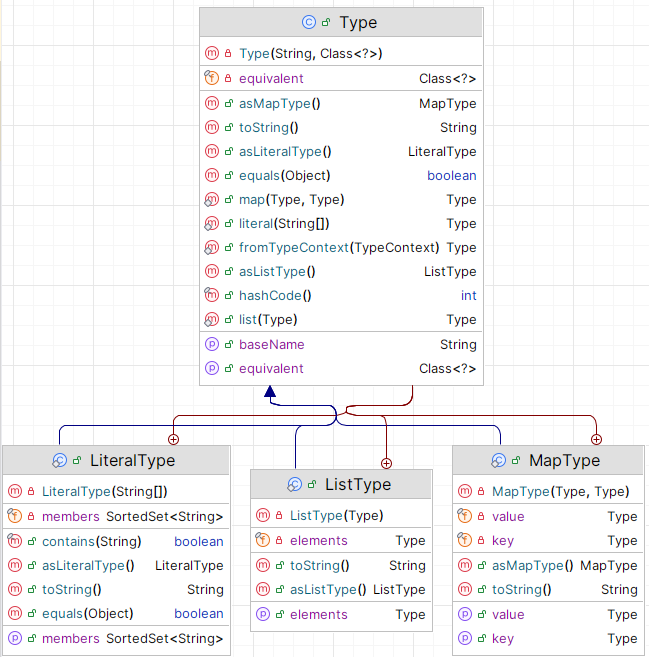 Type
Type(String, Class<?>)
equivalent Class<?>
asMapType() MapType
toString() String
asLiteralType() LiteralType
equals(Object) boolean
map(Type, Type) Type
literal(String[]) Type
fromTypeContext(TypeContext) Type
asListType() ListType
hashCode() int
list(Type) Type
baseName String
equivalent Class<?>
LiteralType
LiteralType(String[])
members SortedSet<String>
contains(String) boolean
asLiteralType() LiteralType
toString() String
equals(Object) boolean
members SortedSet<String>
ListType
ListType(Type)
elements Type
toString() String
asListType() ListType
elements Type
MapType
MapType(Type, Type)
value Type
key Type
asMapType() MapType
toString() String
value Type
key Type